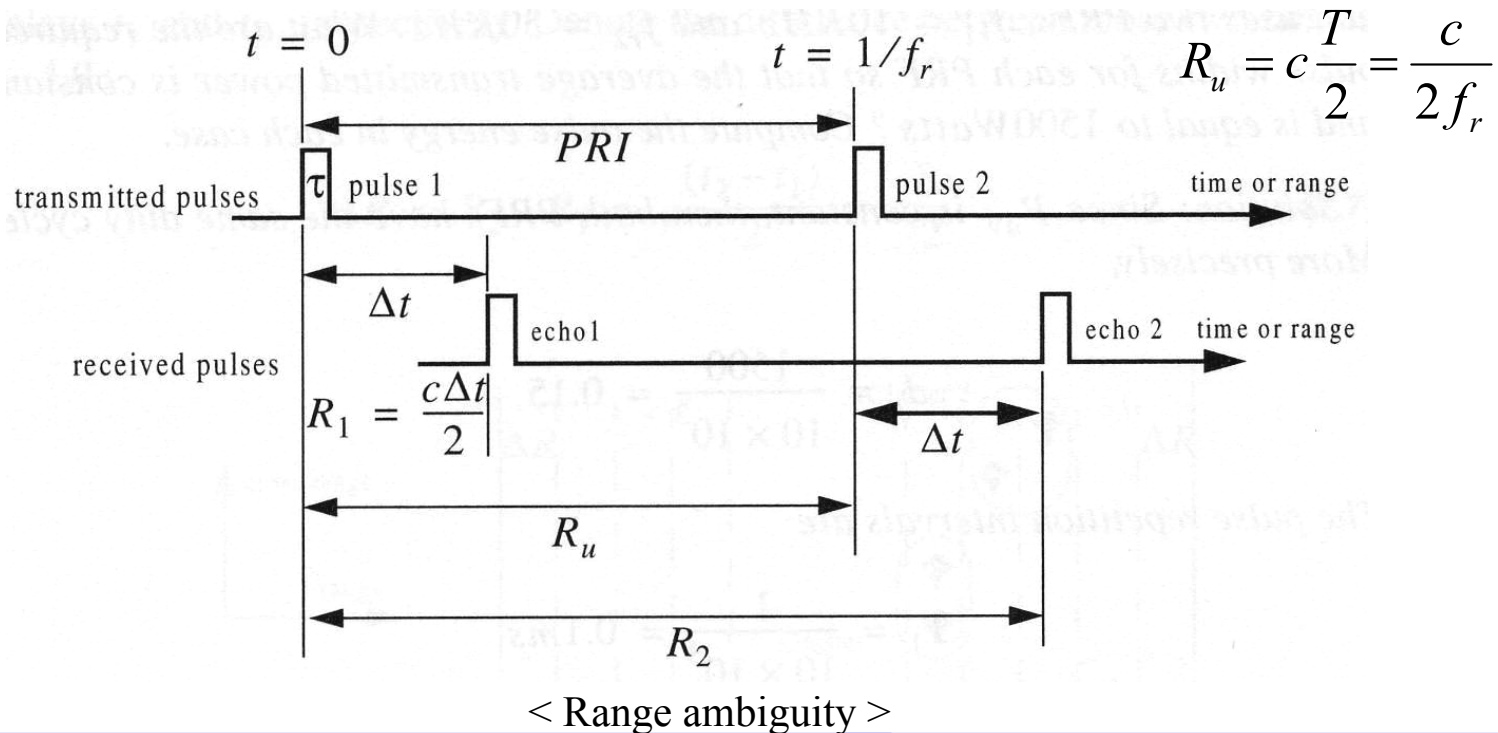 t = 0
t = 1/f_r
R_u = c T/2 = c/(2f_r)
PRI
transmitted pulses
τ
pulse 1
pulse 2
time or range
Δt
echo1
echo 2
time or range
received pulses
R_1 = cΔt/2
Δt
R_u
R_2
< Range ambiguity >